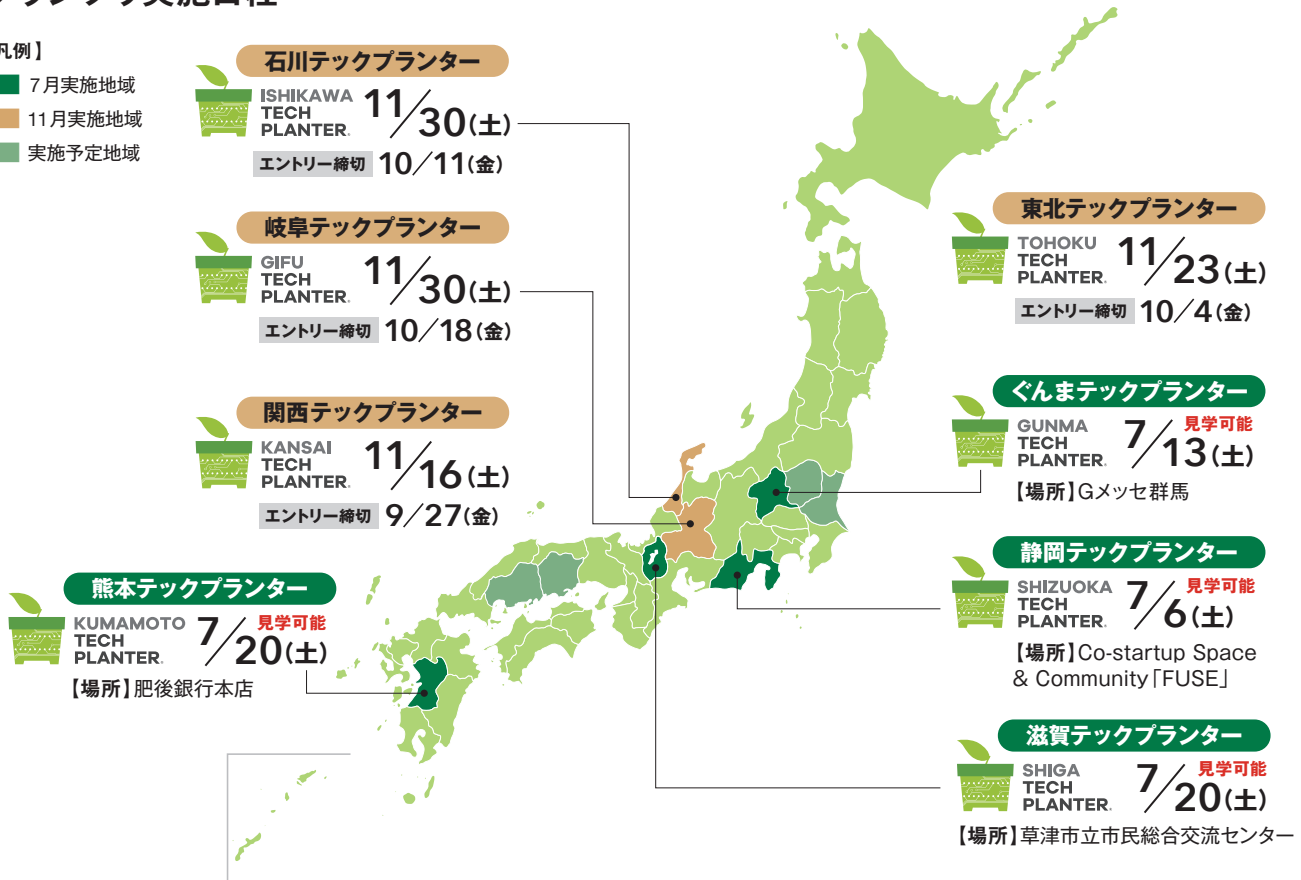 グランプリ実施日程
凡例】
7月実施地域
11月実施地域
実施予定地域
石川テックプランター
ISHIKAWA
TECH
PLANTER.
11/30(土)
エントリー締切 10/11(金)
岐阜テックプランター
GIFU
TECH
PLANTER.
11/30(土)
エントリー締切 10/18(金)
関西テックプランター
KANSAI
TECH
PLANTER.
11/16(土)
エントリー締切 9/27(金)
熊本テックプランター
KUMAMOTO
TECH
PLANTER.
見学可能
7/20(土)
【場所】肥後銀行本店
東北テックプランター
TOHOKU
TECH
PLANTER.
11/23(土)
エントリー締切 10/4(金)
ぐんまテックプランター
GUNMA
TECH
PLANTER.
見学可能
7/13(土)
【場所】Gメッセ群馬
静岡テックプランター
SHIZUOKA
TECH
PLANTER.
見学可能
7/6(土)
【場所】Co-startup Space
& Community「FUSE」
滋賀テックプランター
SHIGA
TECH
PLANTER.
見学可能
7/20(土)
【場所】草津市立市民総合交流センター